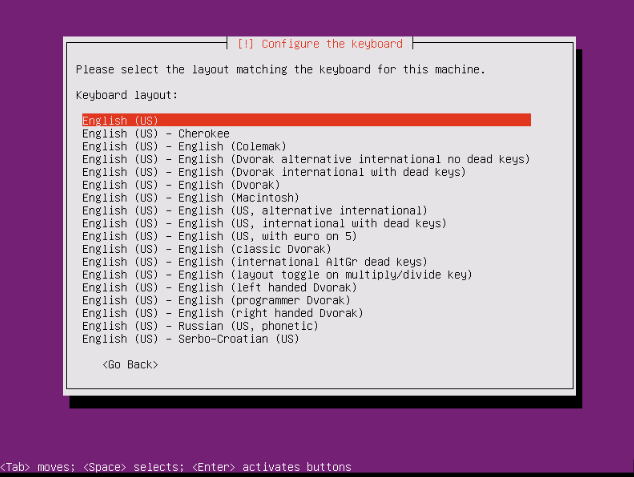 [!] Configure the keyboard
Please select the layout matching the keyboard for this machine.
Keyboard layout:
English (US)
English (US) - Cherokee
English (US) - English (Colemak)
English (US) - English (Dvorak alternative international no dead keys)
English (US) - English (Dvorak international with dead keys)
English (US) - English (Dvorak)
English (US) - English (Macintosh)
English (US) - English (US, alternative international)
English (US) - English (US, international with dead keys)
English (US) - English (US, with euro on 5)
English (US) - English (classic Dvorak)
English (US) - English (international AltGr dead keys)
English (US) - English (layout toggle on multiply/divide key)
English (US) - English (left handed Dvorak)
English (US) - English (programmer Dvorak)
English (US) - English (right handed Dvorak)
English (US) - Russian (US, phonetic)
English (US) - Serbo-Croatian (US)
<Go Back>
<Tab> moves; <Space> selects; <Enter> activates buttons